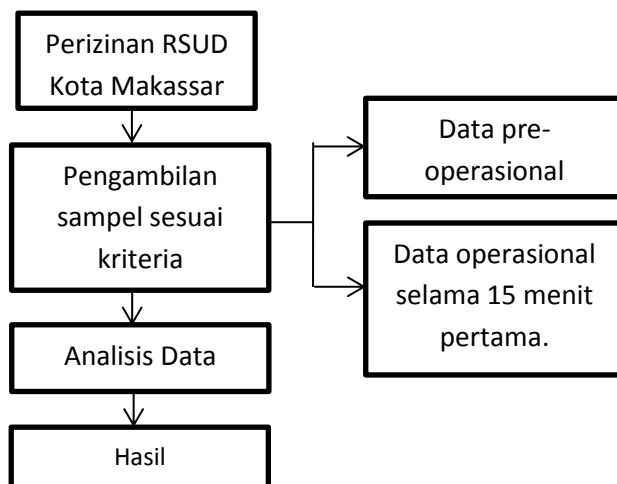 Perizinan RSUD
Kota Makassar
Pengambilan
sampel sesuai
kriteria
Data pre-
operasional
Data operasional
selama 15 menit
pertama.
Analisis Data
Hasil